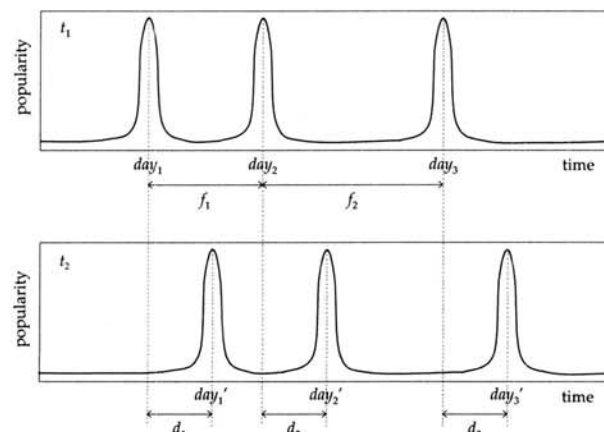 t₁
popularity
day₁ day₂ day₃ time
f₁ f₂
t₂
popularity
day₁′ day₂′ day₃′ time